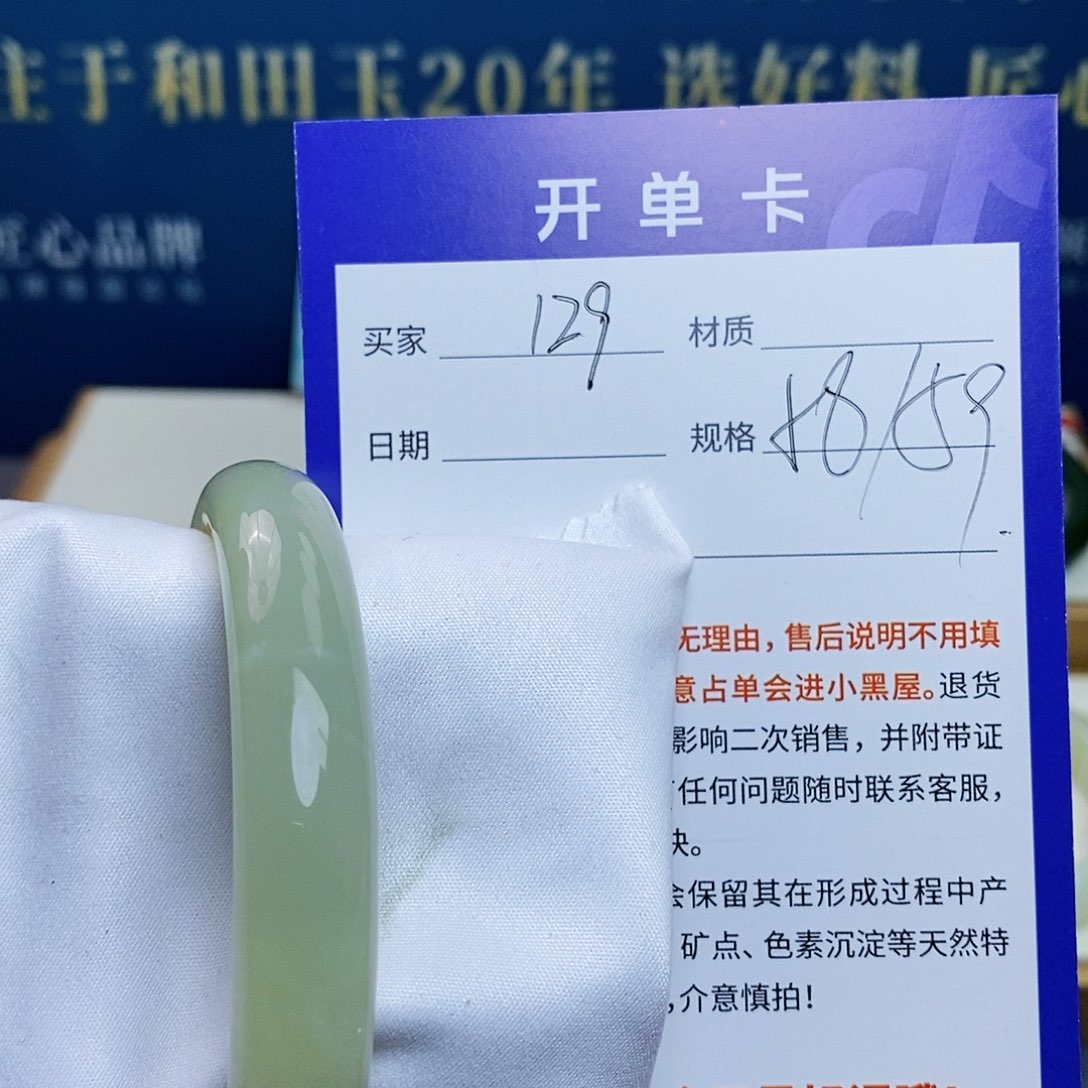 注于和田玉20年 选好料 匠心
匠心品牌
开单卡
买家 129 材质
日期 规格 58/59
无理由，售后说明不用填
意占单会进小黑屋。退货
影响二次销售，并附带证
任何问题随时联系客服，
决。
会保留其在形成过程中产
矿点、色素沉淀等天然特
，介意慎拍！